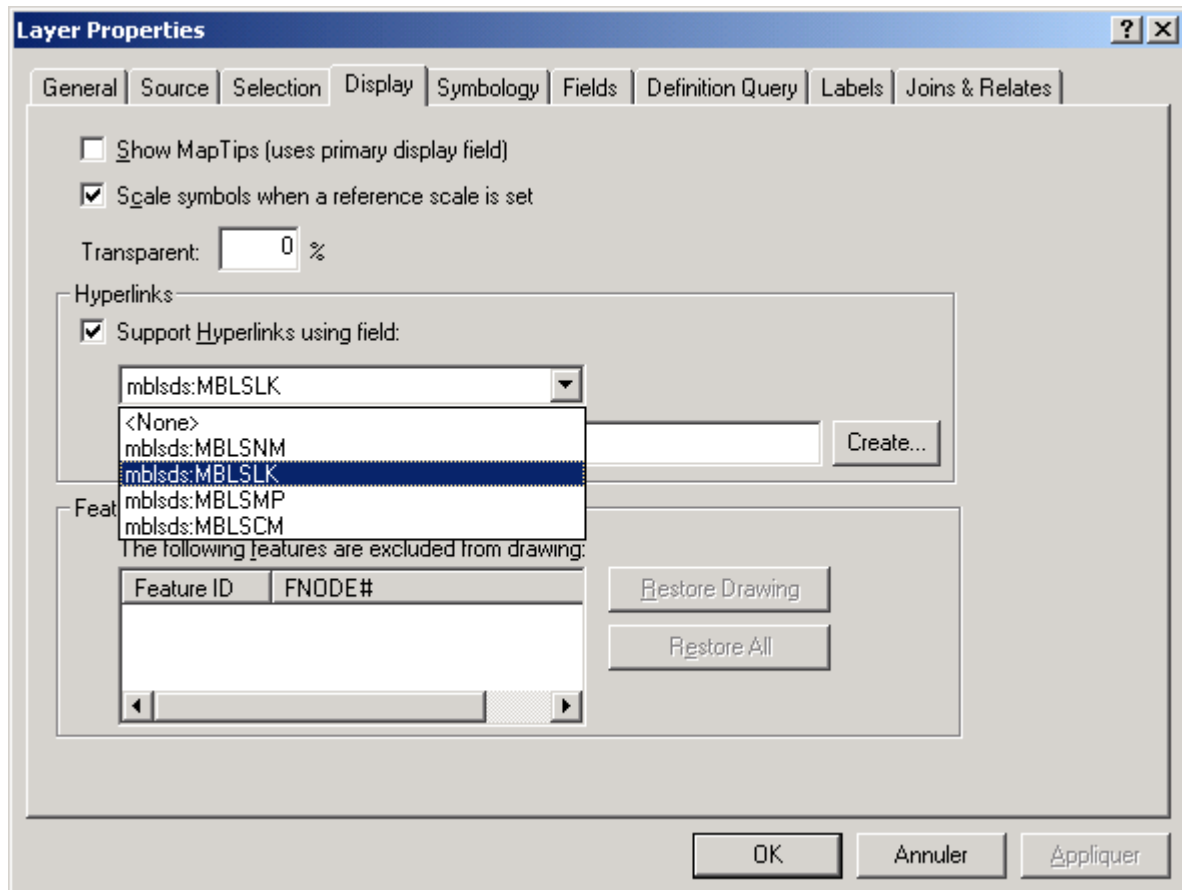 Layer Properties
General Source Selection Display Symbology Fields Definition Query Labels Joins & Relates
Show MapTips (uses primary display field)
Scale symbols when a reference scale is set
Transparent: 0 %
Hyperlinks
Support Hyperlinks using field:
mblsds:MBLSLK
<None>
mblsds:MBLSNM
Create...
mblsds:MBLSLK
mblsds:MBLSMP
Feat
mblsds:MBLSCM
The following features are excluded from drawing:
Feature ID FNODE#
Restore Drawing
Restore All
OK Annuler Appliquer